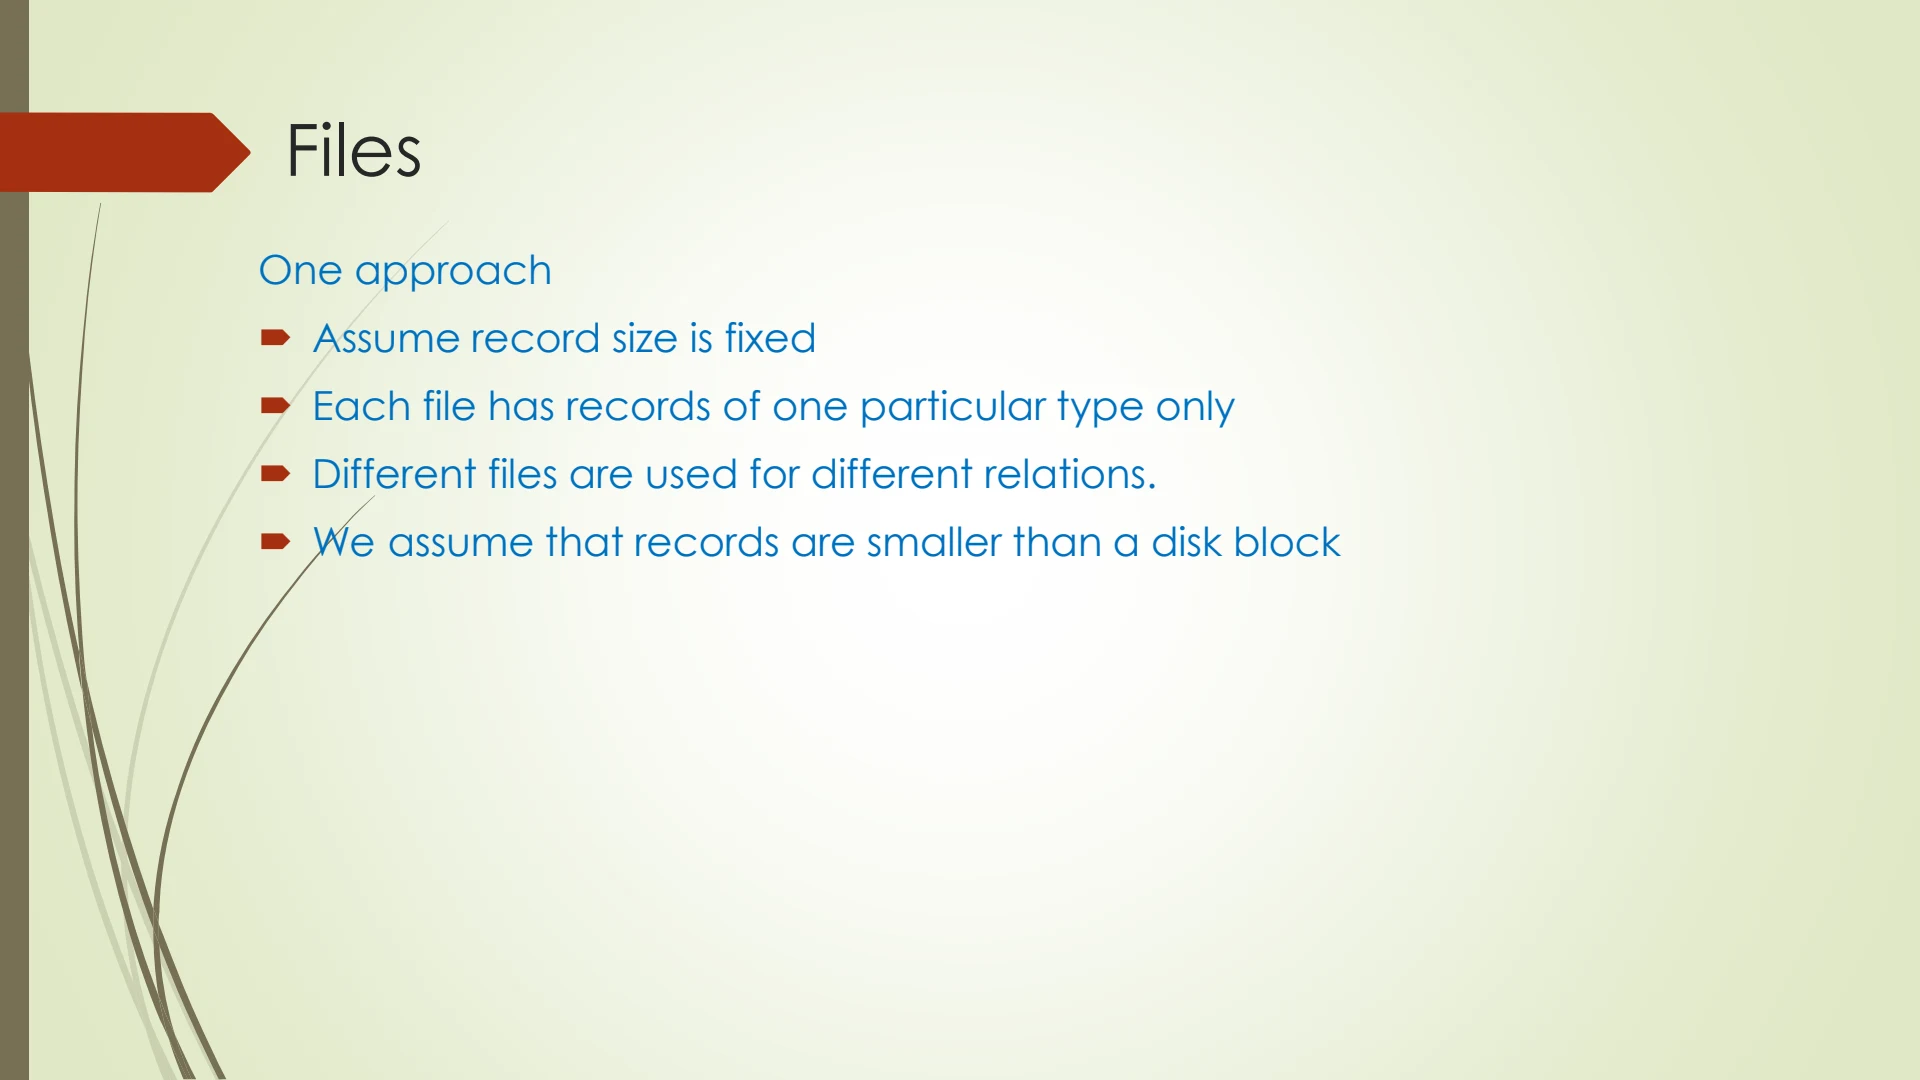 Files
One approach
Assume record size is fixed
Each file has records of one particular type only
Different files are used for different relations.
We assume that records are smaller than a disk block